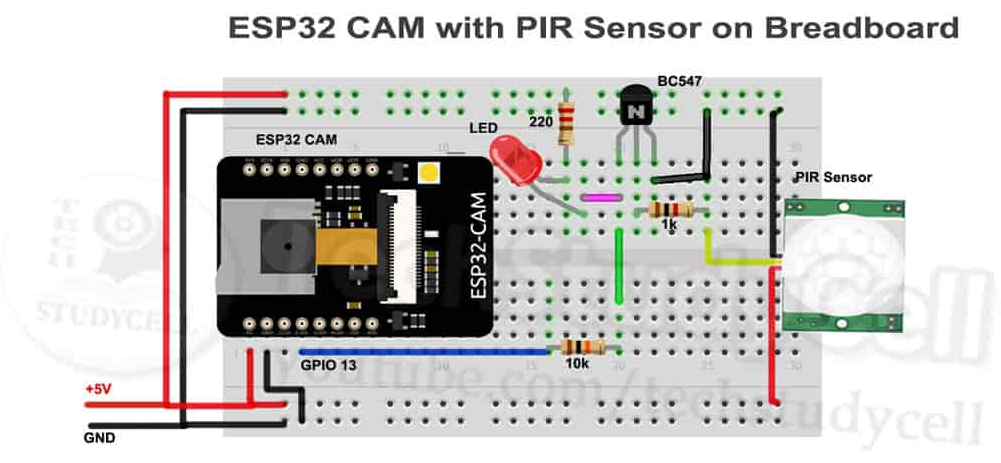 ESP32 CAM with PIR Sensor on Breadboard
BC547
220
N
LED
ESP32 CAM
PIR Sensor
ESP32-CAM
1k
TECH
STUDYCELL
TechStudyCell
GPIO 13
10k
youtube.com/techstudycell
+5V
GND